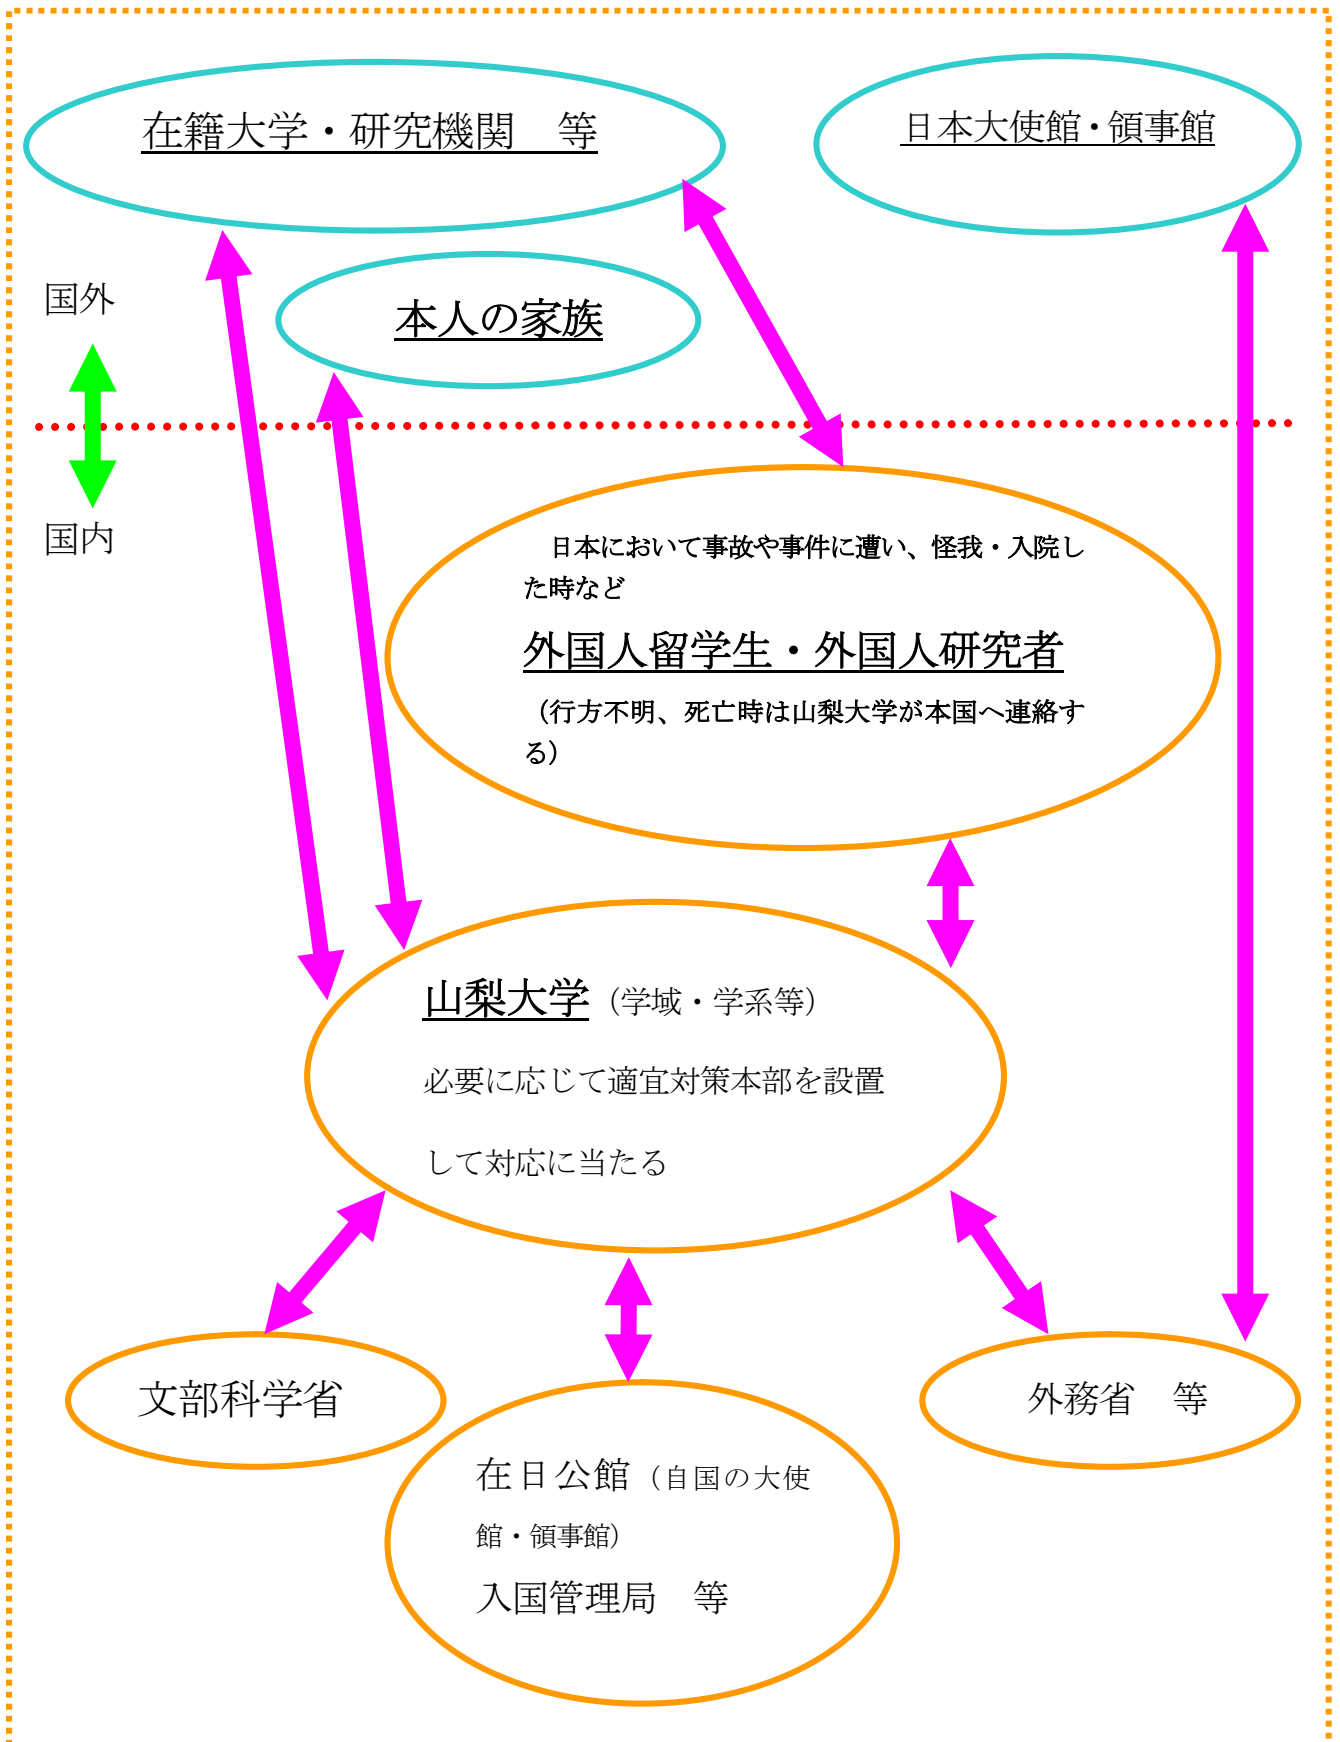 在籍大学・研究機関　等
日本大使館・領事館
国外
本人の家族
国内
日本において事故や事件に遭い、怪我・入院し
た時など
外国人留学生・外国人研究者
（行方不明、死亡時は山梨大学が本国へ連絡す
る）
山梨大学（学域・学系等）
必要に応じて適宜対策本部を設置
して対応に当たる
文部科学省
外務省　等
在日公館（自国の大使
館・領事館）
入国管理局　等